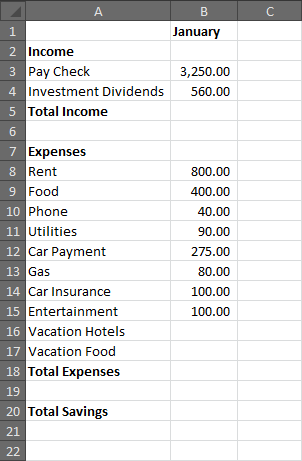 A B C
1 January
2 Income
3 Pay Check 3,250.00
4 Investment Dividends 560.00
5 Total Income
6
7 Expenses
8 Rent 800.00
9 Food 400.00
10 Phone 40.00
11 Utilities 90.00
12 Car Payment 275.00
13 Gas 80.00
14 Car Insurance 100.00
15 Entertainment 100.00
16 Vacation Hotels
17 Vacation Food
18 Total Expenses
19
20 Total Savings
21
22